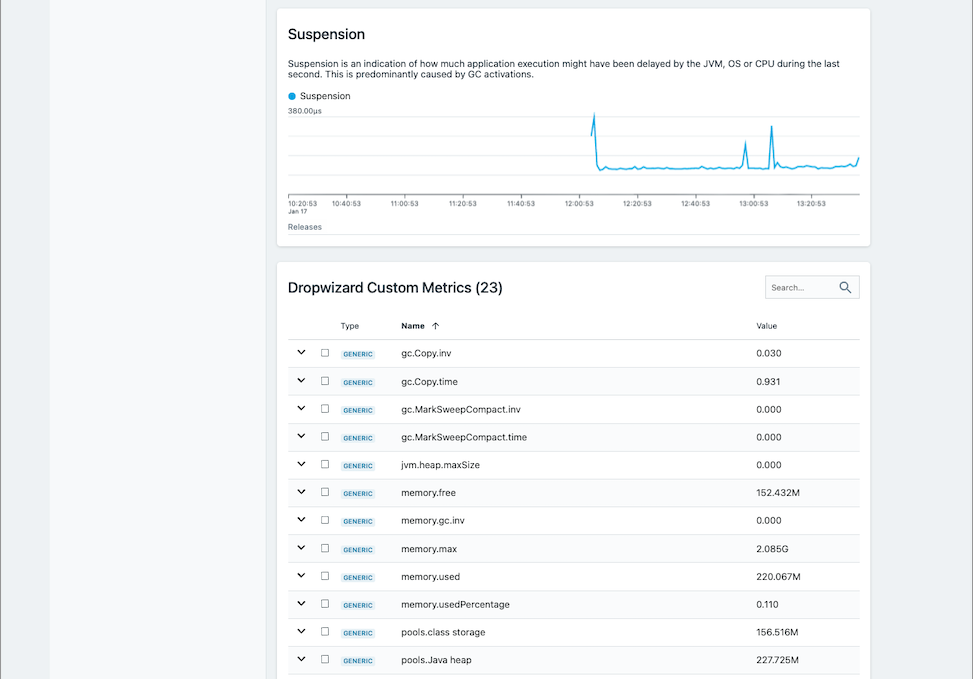 Suspension
Suspension is an indication of how much application execution might have been delayed by the JVM, OS or CPU during the last
second. This is predominantly caused by GC activations.
Suspension
380.00µs
10:20:53 10:40:53 11:00:53 11:20:53 11:40:53 12:00:53 12:20:53 12:40:53 13:00:53 13:20:53
Jan 17
Releases
Dropwizard Custom Metrics (23)
Search...
Type Name Value
GENERIC gc.Copy.inv 0.030
GENERIC gc.Copy.time 0.931
GENERIC gc.MarkSweepCompact.inv 0.000
GENERIC gc.MarkSweepCompact.time 0.000
GENERIC jvm.heap.maxSize 0.000
GENERIC memory.free 152.432M
GENERIC memory.gc.inv 0.000
GENERIC memory.max 2.085G
GENERIC memory.used 220.067M
GENERIC memory.usedPercentage 0.110
GENERIC pools.class storage 156.516M
GENERIC pools.Java heap 227.725M